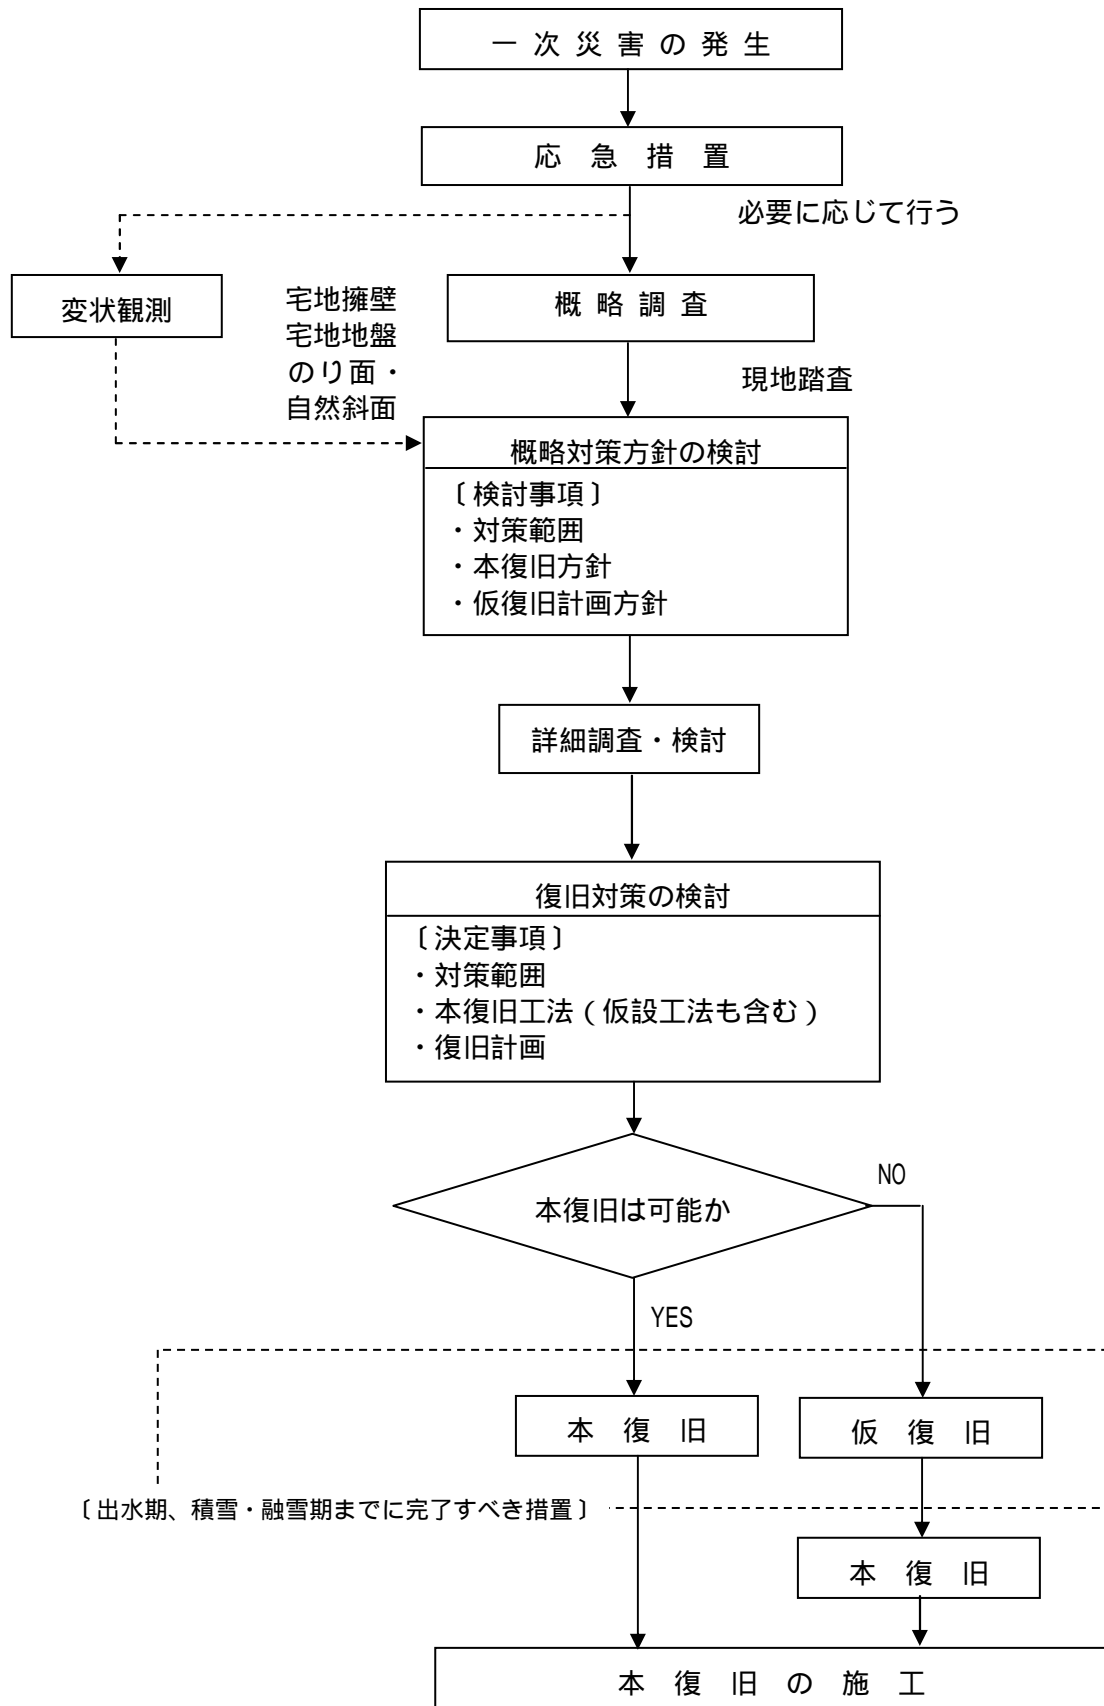 一次災害の発生
応急措置
必要に応じて行う
変状観測
宅地擁壁
宅地地盤
のり面・
自然斜面
概略調査
現地踏査
概略対策方針の検討
〔検討事項〕
・対策範囲
・本復旧方針
・仮復旧計画方針
詳細調査・検討
復旧対策の検討
〔決定事項〕
・対策範囲
・本復旧工法（仮設工法も含む）
・復旧計画
本復旧は可能か
NO
YES
本復旧
仮復旧
〔出水期、積雪・融雪期までに完了すべき措置〕
本復旧
本復旧の施工